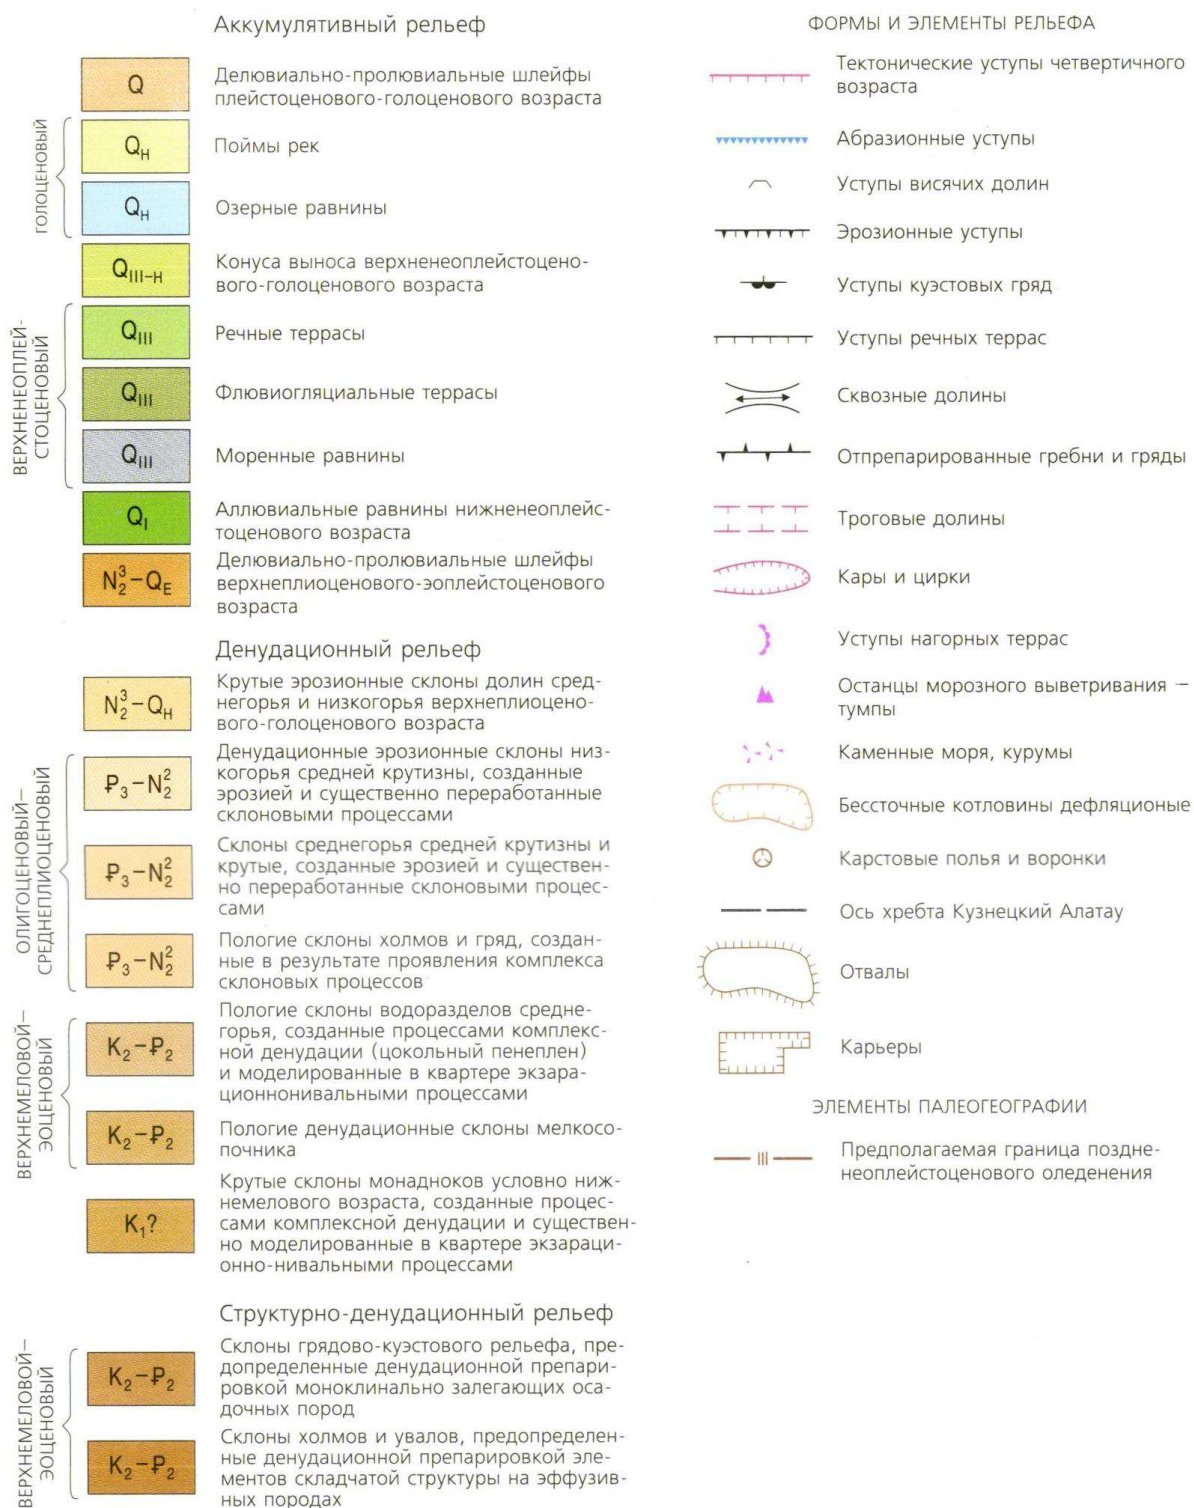 Аккумулятивный рельеф
Q
Делювиально-пролювиальные шлейфы
плейстоценового-голоценового возраста
ГОЛОЦЕНОВЫЙ
Q_H
Поймы рек
Q_H
Озерные равнины
Q_III–H
Конуса выноса верхненеоплейстоцено-
вого-голоценового возраста
ВЕРХНЕНЕОПЛЕЙ-
СТОЦЕНОВЫЙ
Q_III
Речные террасы
Q_III
Флювиогляциальные террасы
Q_III
Моренные равнины
Q_I
Аллювиальные равнины нижненеоплейс-
тоценового возраста
N₂³–Q_E
Делювиально-пролювиальные шлейфы
верхнеплиоценового-эоплейстоценового
возраста
Денудационный рельеф
N₂³–Q_H
Крутые эрозионные склоны долин сред-
негорья и низкогорья верхнеплиоцено-
вого-голоценового возраста
ОЛИГОЦЕНОВЫЙ–
СРЕДНЕПЛИОЦЕНОВЫЙ
₽₃–N₂²
Денудационные эрозионные склоны низ-
когорья средней крутизны, созданные
эрозией и существенно переработанные
склоновыми процессами
₽₃–N₂²
Склоны среднегорья средней крутизны и
крутые, созданные эрозией и существен-
но переработанные склоновыми процес-
сами
₽₃–N₂²
Пологие склоны холмов и гряд, создан-
ные в результате проявления комплекса
склоновых процессов
ВЕРХНЕМЕЛОВОЙ–
ЭОЦЕНОВЫЙ
K₂–₽₂
Пологие склоны водоразделов средне-
горья, созданные процессами комплекс-
ной денудации (цокольный пенеплен)
и моделированные в квартере экзара-
ционнонивальными процессами
K₂–₽₂
Пологие денудационные склоны мелкосо-
почника
K₁?
Крутые склоны монадноков условно ниж-
немелового возраста, созданные процес-
сами комплексной денудации и существен-
но моделированные в квартере экзараци-
онно-нивальными процессами
Структурно-денудационный рельеф
ВЕРХНЕМЕЛОВОЙ–
ЭОЦЕНОВЫЙ
K₂–₽₂
Склоны грядово-куэстового рельефа, пре-
допределенные денудационной препари-
ровкой моноклинально залегающих оса-
дочных пород
K₂–₽₂
Склоны холмов и увалов, предопределен-
ные денудационной препарировкой эле-
ментов складчатой структуры на эффузив-
ных породах
ФОРМЫ И ЭЛЕМЕНТЫ РЕЛЬЕФА
Тектонические уступы четвертичного
возраста
Абразионные уступы
Уступы висячих долин
Эрозионные уступы
Уступы куэстовых гряд
Уступы речных террас
Сквозные долины
Отпрепарированные гребни и гряды
Троговые долины
Кары и цирки
Уступы нагорных террас
Останцы морозного выветривания –
тумпы
Каменные моря, курумы
Бессточные котловины дефляционые
Карстовые полья и воронки
Ось хребта Кузнецкий Алатау
Отвалы
Карьеры
ЭЛЕМЕНТЫ ПАЛЕОГЕОГРАФИИ
III
Предполагаемая граница поздне-
неоплейстоценового оледенения